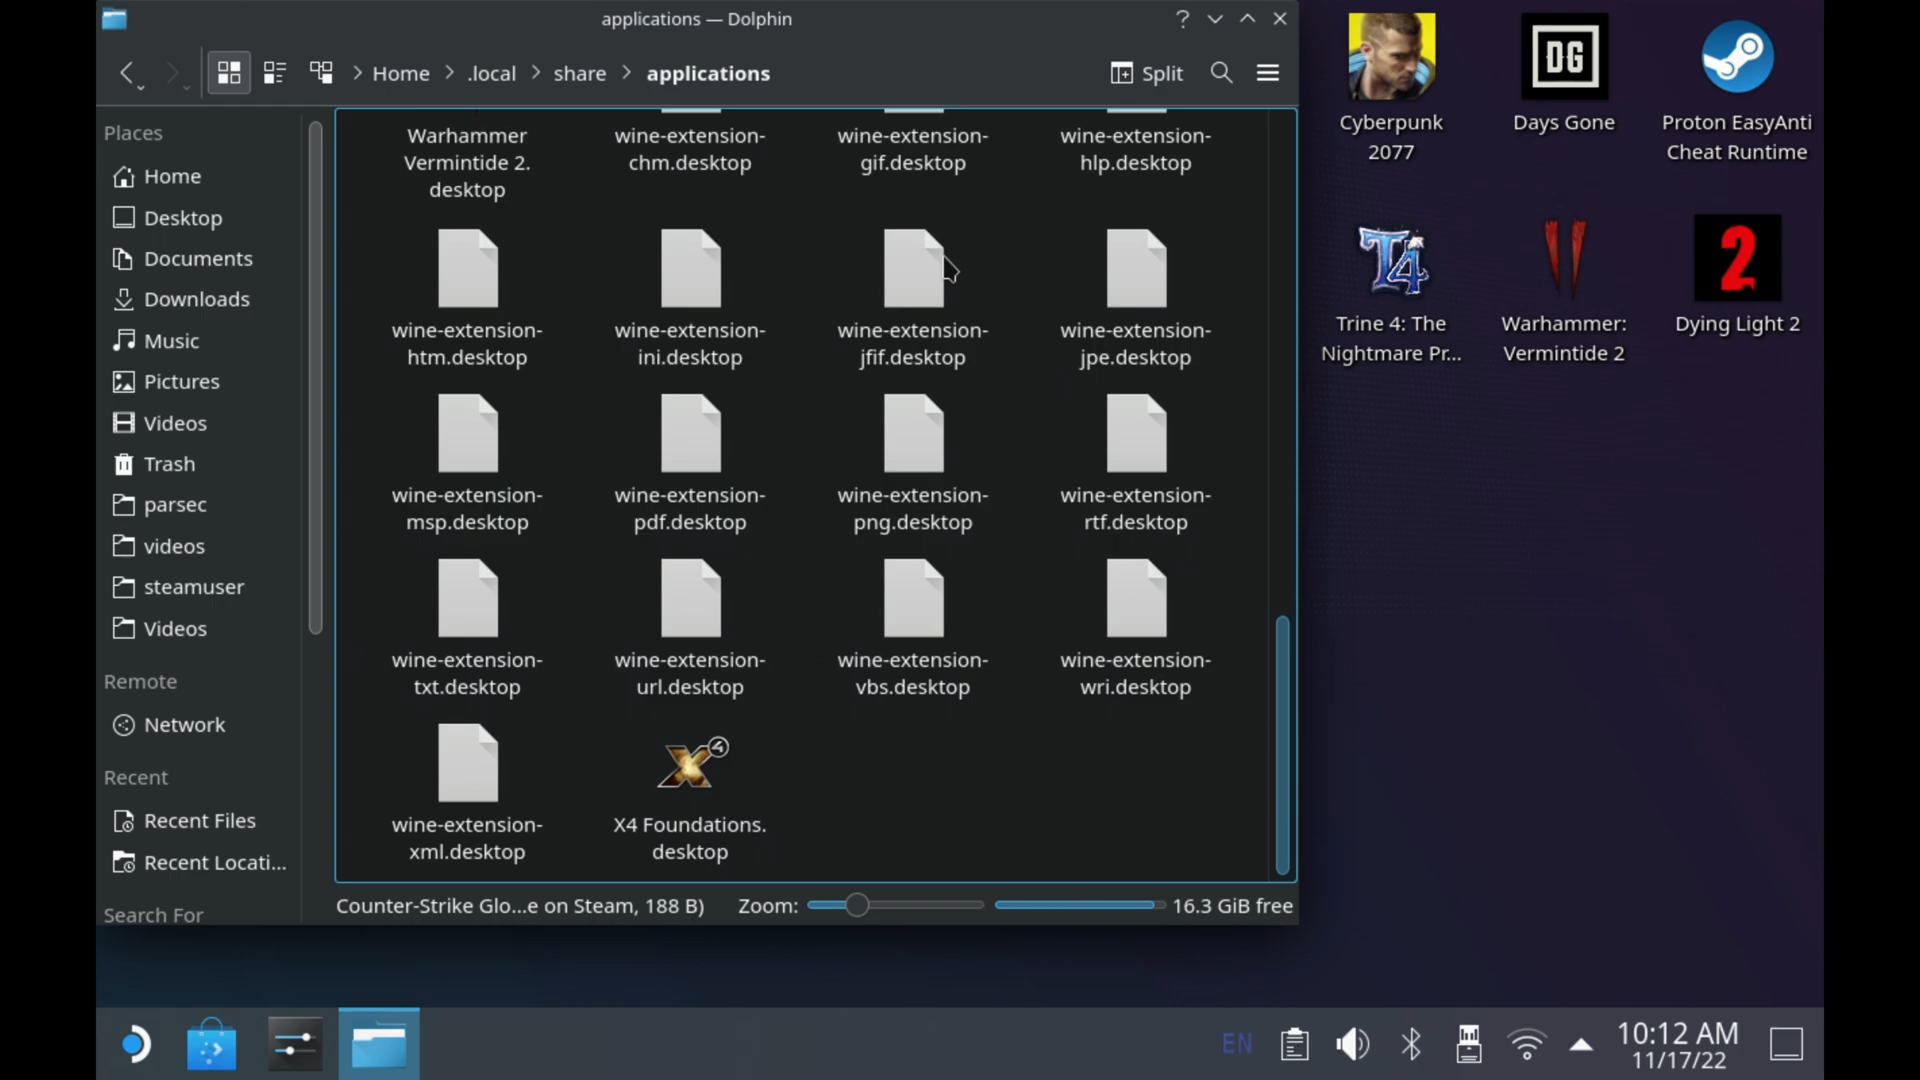 applications — Dolphin
?
Home
.local
share
applications
Split
Places
Home
Desktop
Documents
Downloads
Music
Pictures
Videos
Trash
parsec
videos
steamuser
Videos
Remote
Network
Recent
Recent Files
Recent Locati...
Search For
Warhammer
Vermintide 2.
desktop
wine-extension-
chm.desktop
wine-extension-
gif.desktop
wine-extension-
hlp.desktop
wine-extension-
htm.desktop
wine-extension-
ini.desktop
wine-extension-
jfif.desktop
wine-extension-
jpe.desktop
wine-extension-
msp.desktop
wine-extension-
pdf.desktop
wine-extension-
png.desktop
wine-extension-
rtf.desktop
wine-extension-
txt.desktop
wine-extension-
url.desktop
wine-extension-
vbs.desktop
wine-extension-
wri.desktop
wine-extension-
xml.desktop
X4
X4 Foundations.
desktop
Counter-Strike Glo...e on Steam, 188 B)
Zoom:
16.3 GiB free
Cyberpunk
2077
DG
Days Gone
Proton EasyAnti
Cheat Runtime
T4
Trine 4: The
Nightmare Pr...
Warhammer:
Vermintide 2
2
Dying Light 2
EN
10:12 AM
11/17/22